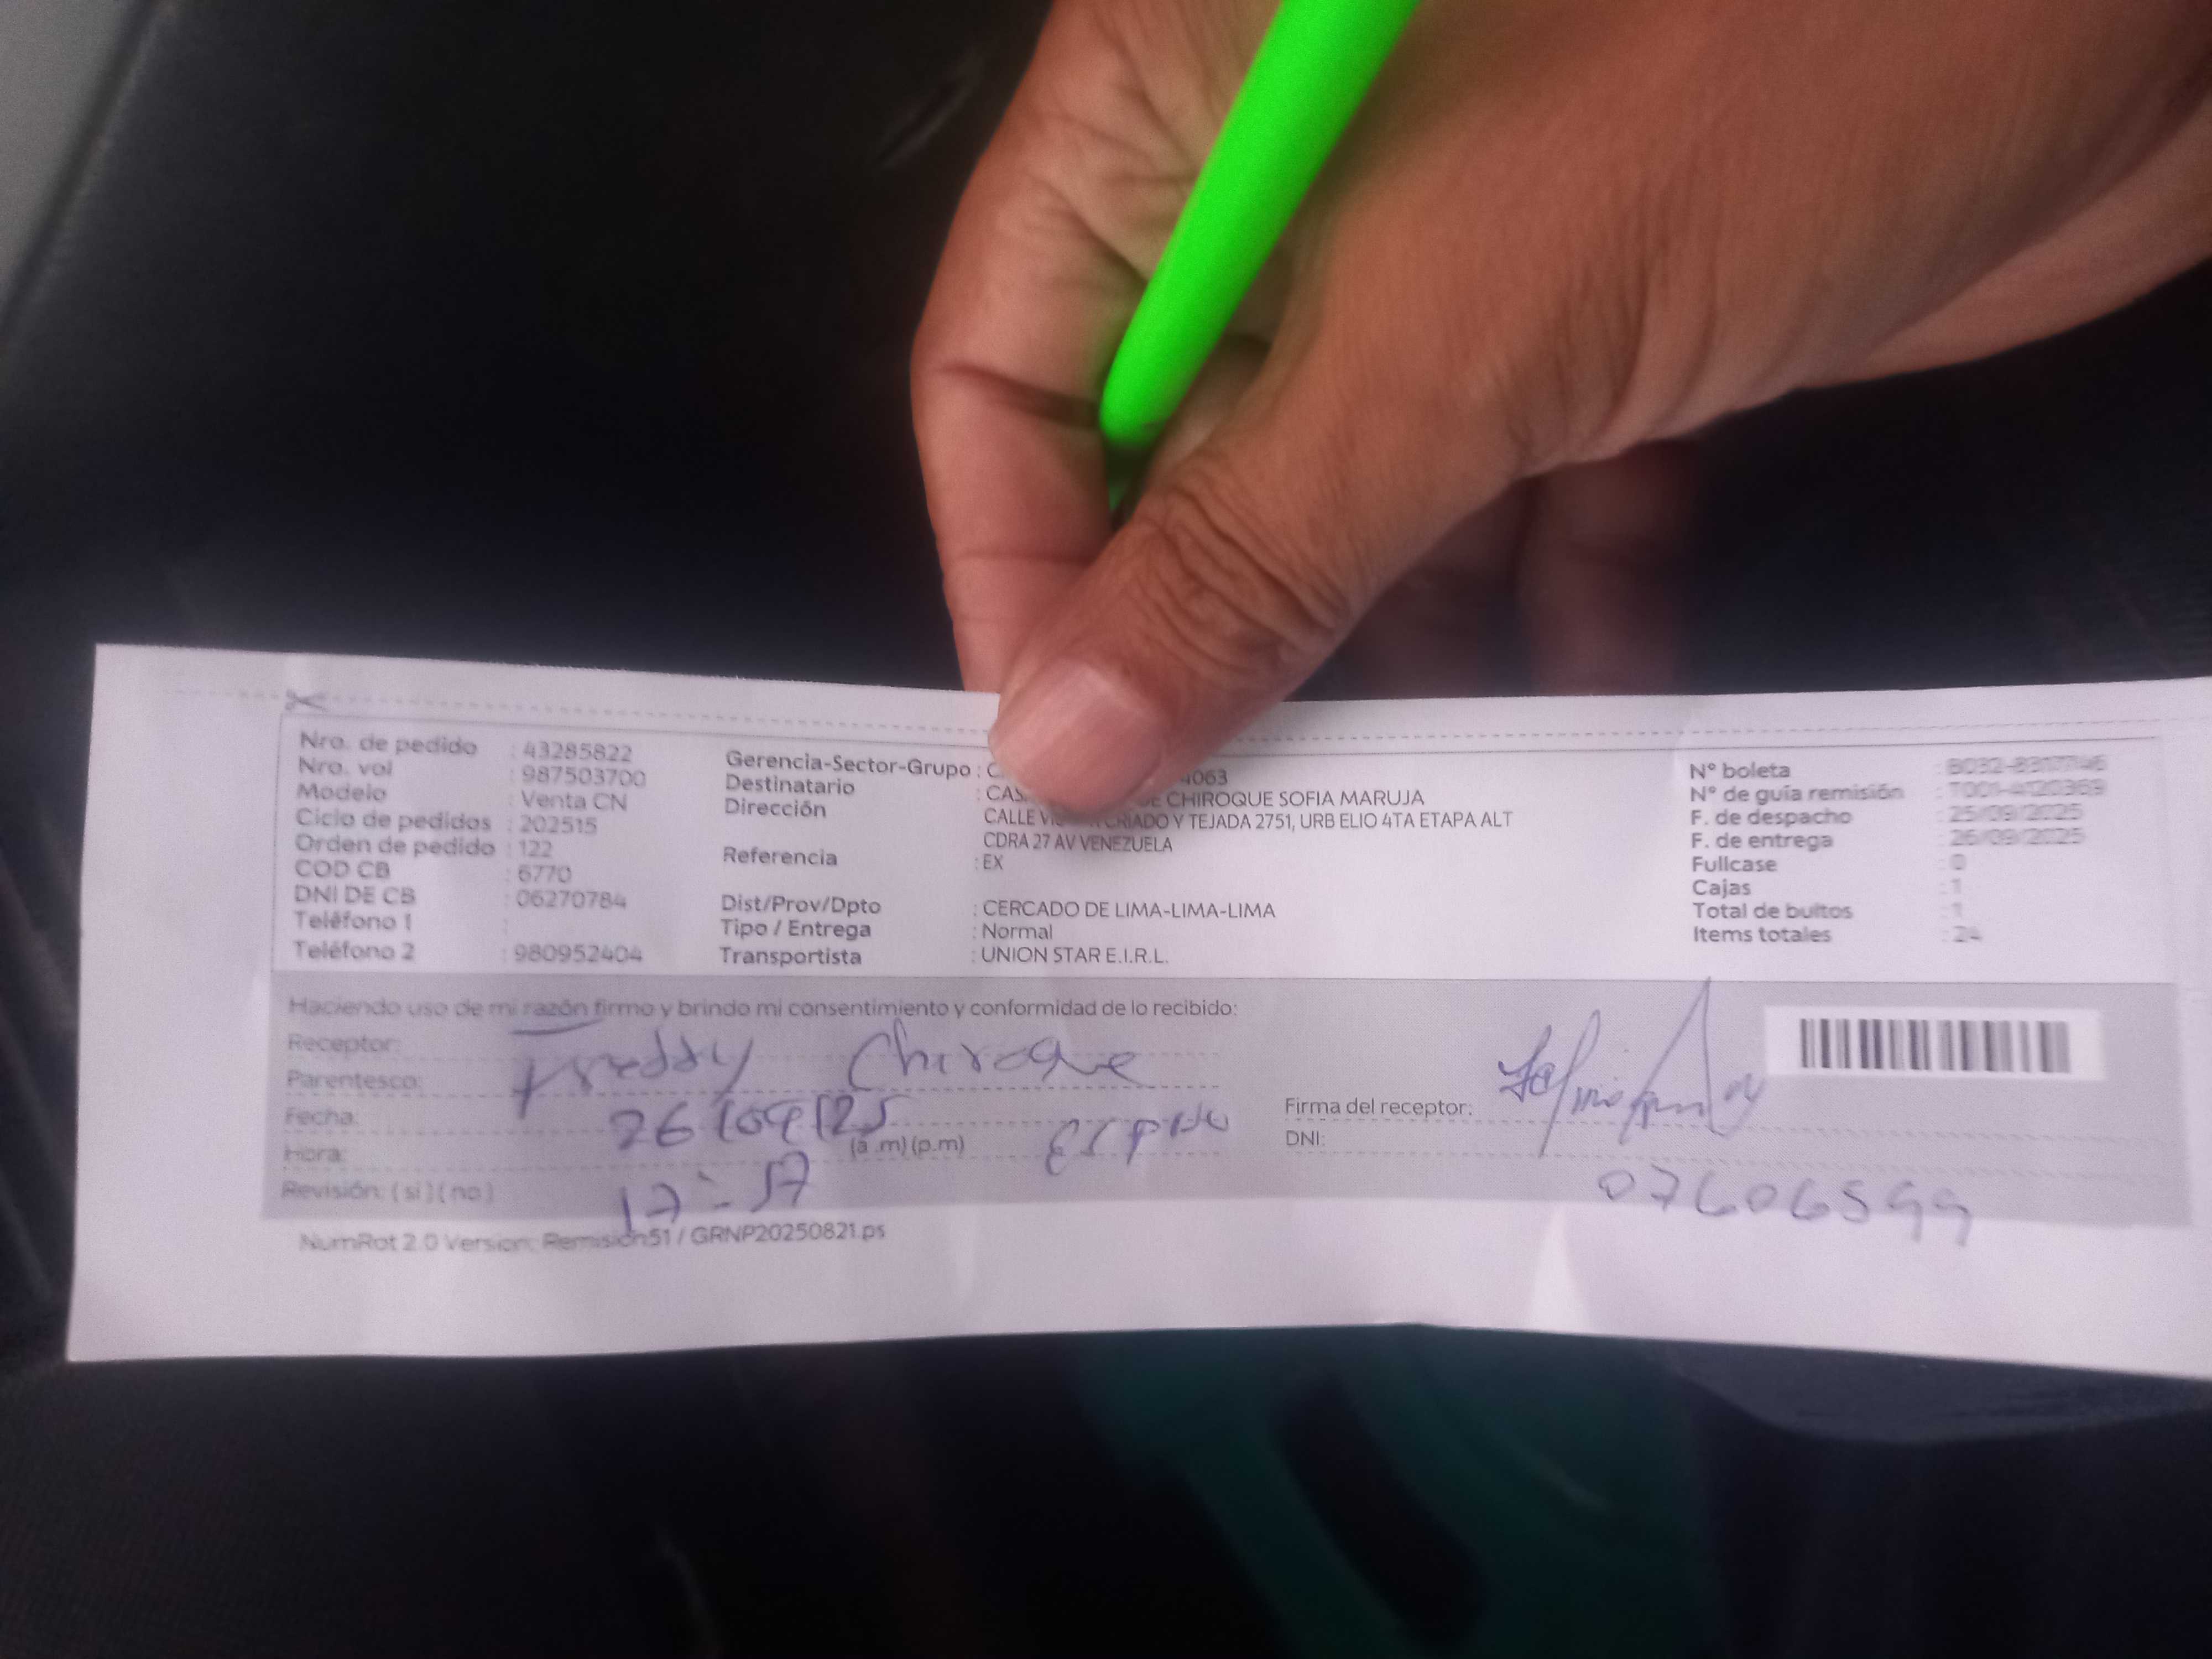 Nro. de pedido : 43285822
Nro. vol : 987503700
Modelo : Venta CN
Ciclo de pedidos : 202515
Orden de pedido : 122
COD CB : 6770
DNI DE CB : 06270784
Teléfono 1 :
Teléfono 2 : 980952404
Gerencia-Sector-Grupo : 4063
Destinatario : CHIROQUE SOFIA MARUJA
Dirección CALLE Y TEJADA 2751, URB ELIO 4TA ETAPA ALT
CDRA 27 AV VENEZUELA
Referencia : EX
Dist/Prov/Dpto : CERCADO DE LIMA-LIMA-LIMA
Tipo / Entrega : Normal
Transportista : UNION STAR E.I.R.L.
N° boleta
N° de guía remisión : T001-4120369
F. de despacho : 25/09/2025
F. de entrega : 26/09/2025
Fullcase : 0
Cajas : 1
Total de bultos : 1
Items totales : 24
Haciendo uso de mi razón firmo y brindo mi consentimiento y conformidad de lo recibido:
Receptor: Freddy Chiroque
Parentesco:
Fecha: 26/09/25
Hora: (a.m) (p.m)
Revisión: ( si ) ( no ) 17:57
Firma del receptor:
DNI: 07606599
NumRot 2.0 Version: Remision51 / GRNP20250821.ps